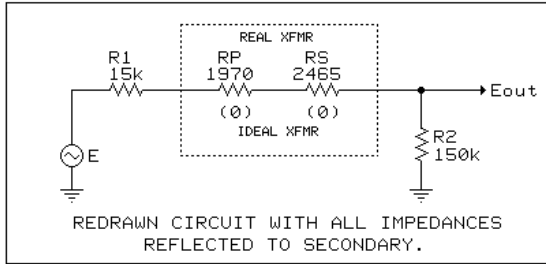 REAL XFMR
R1 RP RS
15k 1970 2465
Eout
(0) (0)
IDEAL XFMR
R2
150k
E
REDRAWN CIRCUIT WITH ALL IMPEDANCES
REFLECTED TO SECONDARY.